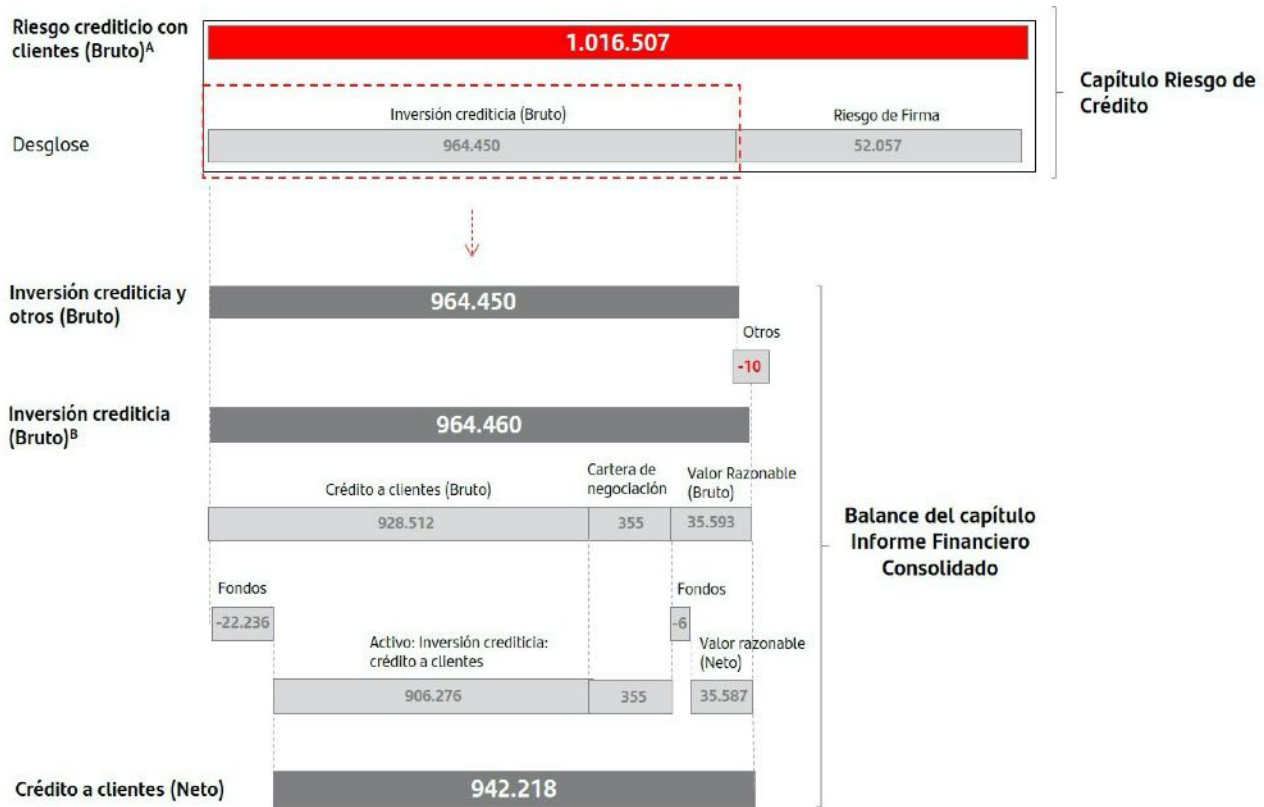 Riesgo crediticio con
clientes (Bruto)A
1.016.507
Capítulo Riesgo de
Crédito
Inversión crediticia (Bruto)
Riesgo de Firma
Desglose
964.450
52.057
Inversión crediticia y
otros (Bruto)
964.450
Otros
-10
Inversión crediticia
(Bruto)B
964.460
Crédito a clientes (Bruto)
Cartera de
negociación
Valor Razonable
(Bruto)
928.512
355
35.593
Balance del capítulo
Informe Financiero
Consolidado
Fondos
-22.236
Fondos
-6
Activo: Inversión crediticia:
crédito a clientes
Valor razonable
(Neto)
906.276
355
35.587
Crédito a clientes (Neto)
942.218